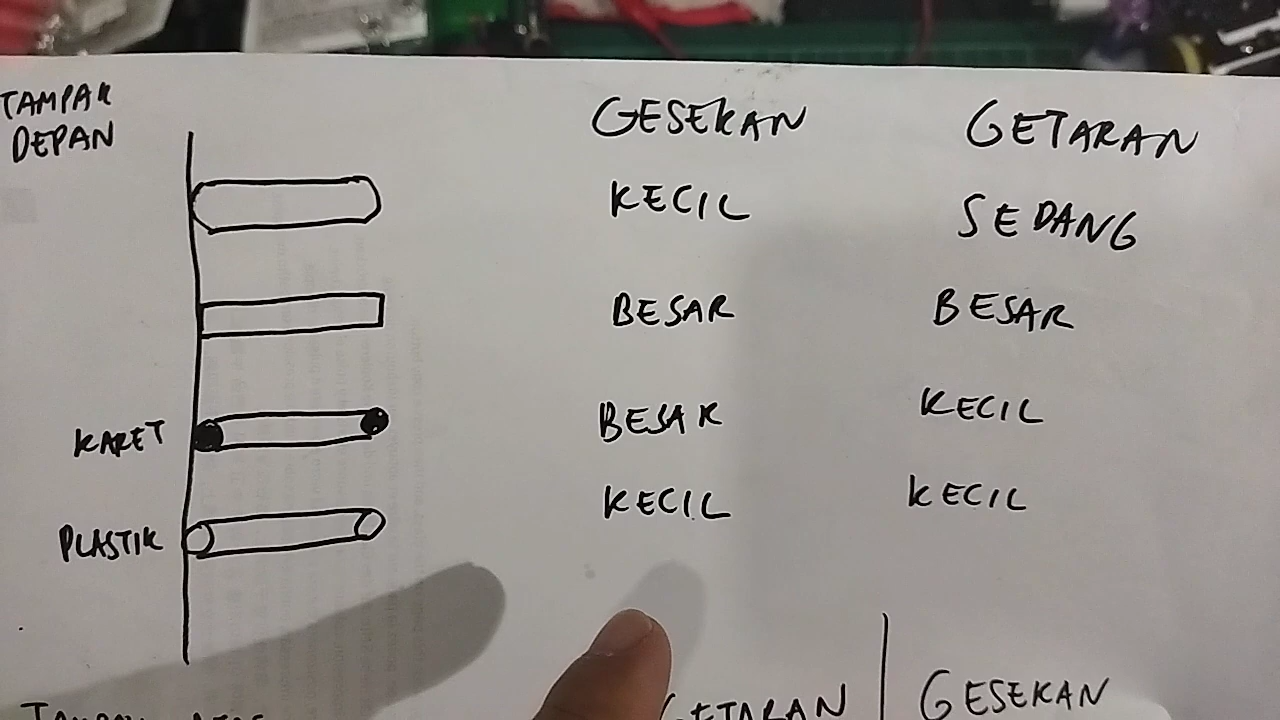 TAMPAK
DEPAN
GESEKAN
GETARAN
KECIL
SEDANG
BESAR
BESAR
KARET
BESAR
KECIL
PLASTIK
KECIL
KECIL
GETARAN
GESEKAN